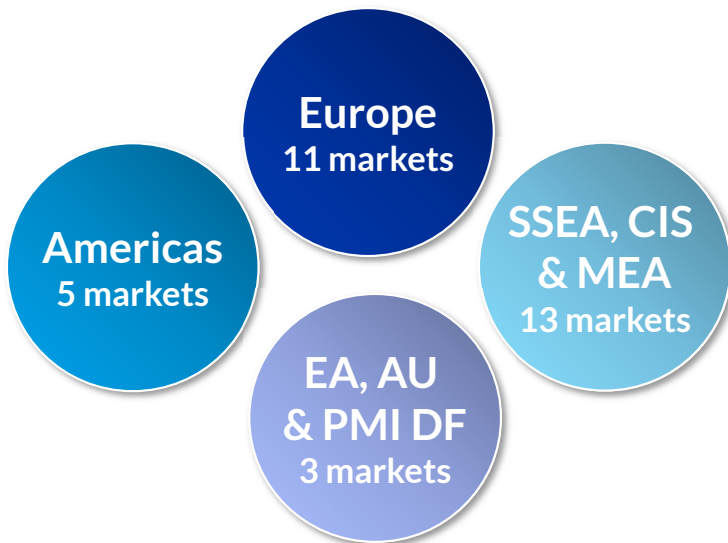 Europe
11 markets
Americas
5 markets
SSEA, CIS
& MEA
13 markets
EA, AU
& PMI DF
3 markets